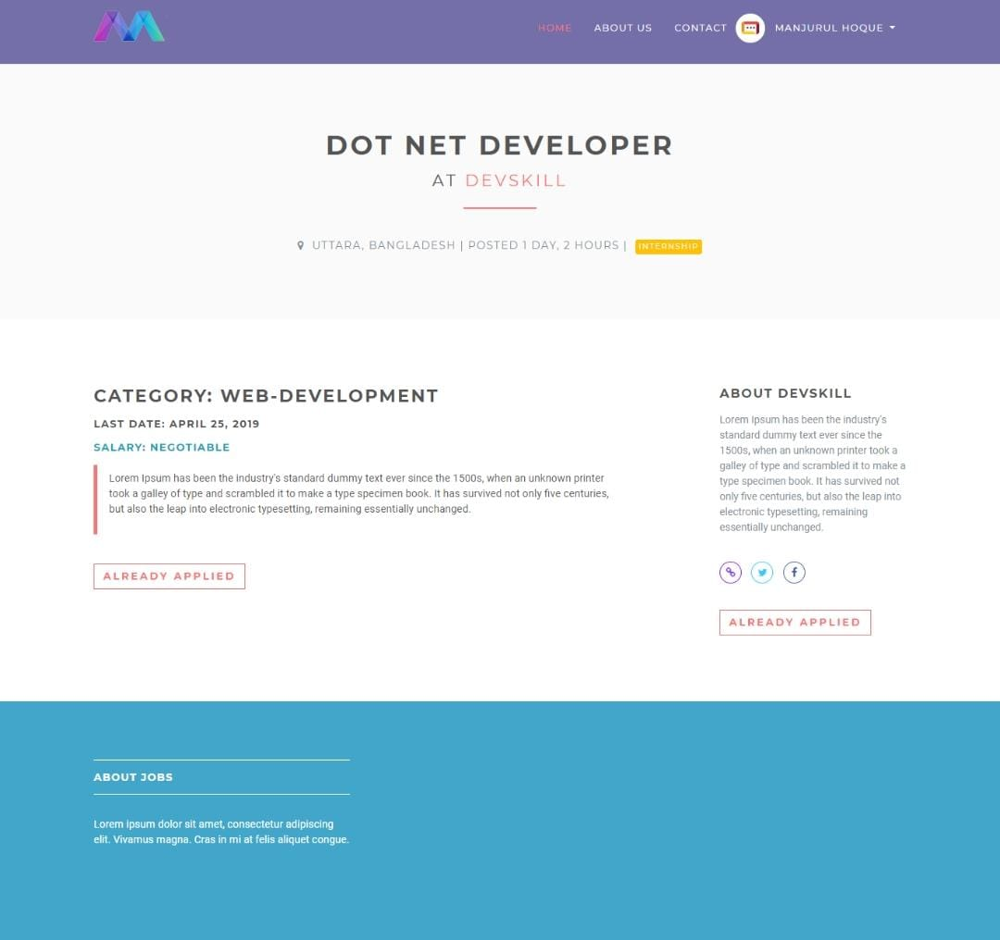 HOME ABOUT US CONTACT MANJURUL HOQUE
DOT NET DEVELOPER
AT DEVSKILL
UTTARA, BANGLADESH | POSTED 1 DAY, 2 HOURS | INTERNSHIP
CATEGORY: WEB-DEVELOPMENT
LAST DATE: APRIL 25, 2019
SALARY: NEGOTIABLE
Lorem Ipsum has been the industry's standard dummy text ever since the 1500s, when an unknown printer
took a galley of type and scrambled it to make a type specimen book. It has survived not only five centuries,
but also the leap into electronic typesetting, remaining essentially unchanged.
ALREADY APPLIED
ABOUT DEVSKILL
Lorem Ipsum has been the industry's
standard dummy text ever since the
1500s, when an unknown printer took a
galley of type and scrambled it to make a
type specimen book. It has survived not
only five centuries, but also the leap into
electronic typesetting, remaining
essentially unchanged.
ALREADY APPLIED
ABOUT JOBS
Lorem ipsum dolor sit amet, consectetur adipiscing
elit. Vivamus magna. Cras in mi at felis aliquet congue.